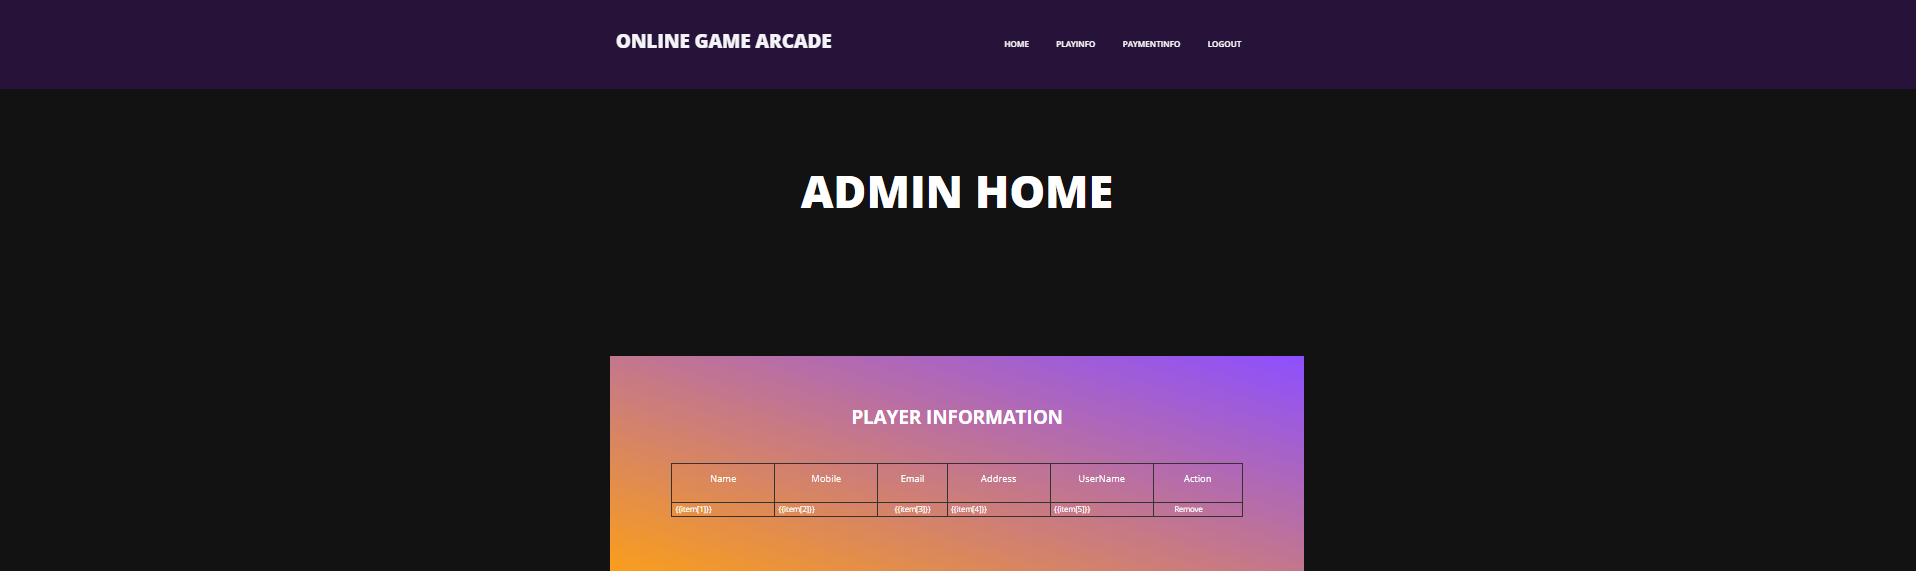 ONLINE GAME ARCADE
HOME PLAYINFO PAYMENTINFO LOGOUT
ADMIN HOME
PLAYER INFORMATION
Name Mobile Email Address UserName Action
{{item[1]}} {{item[2]}} {{item[3]}} {{item[4]}} {{item[5]}} Remove